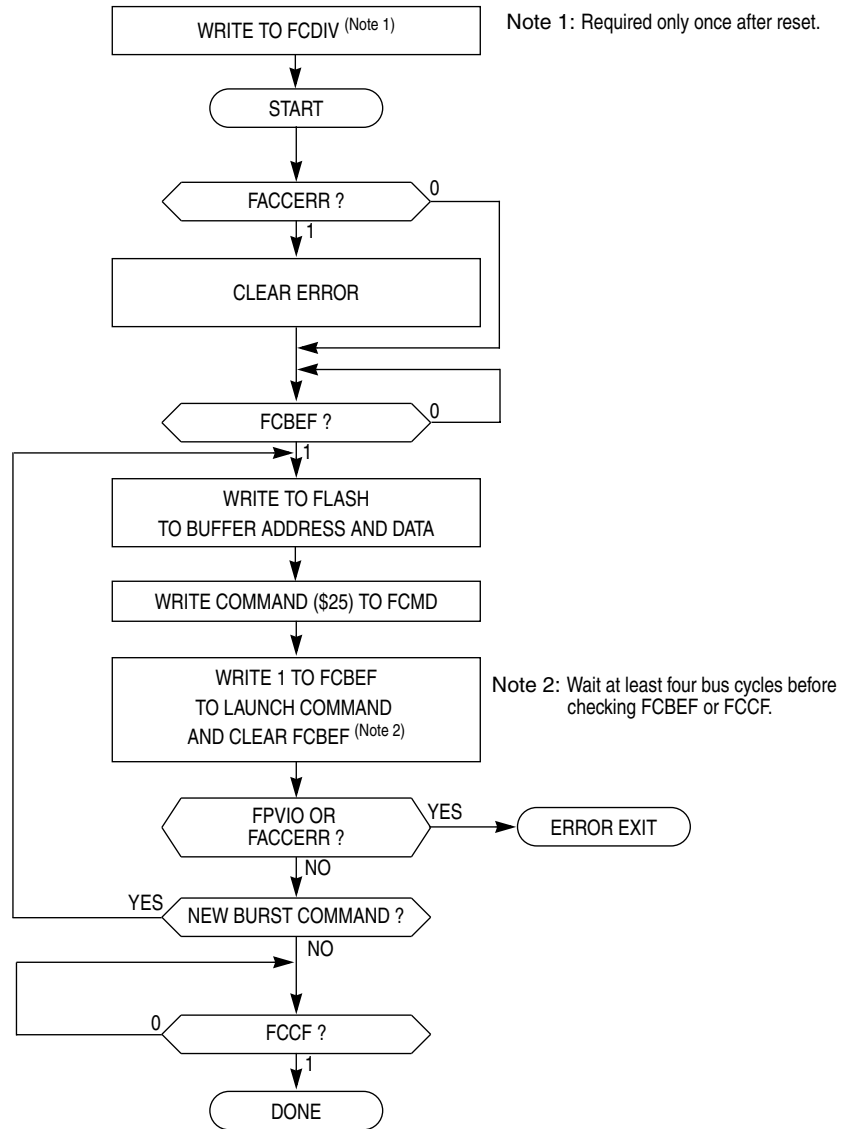 WRITE TO FCDIV (Note 1)
Note 1: Required only once after reset.
START
FACCERR ?
0
1
CLEAR ERROR
FCBEF ?
0
1
WRITE TO FLASH
TO BUFFER ADDRESS AND DATA
WRITE COMMAND ($25) TO FCMD
WRITE 1 TO FCBEF
TO LAUNCH COMMAND
AND CLEAR FCBEF (Note 2)
Note 2: Wait at least four bus cycles before
checking FCBEF or FCCF.
FPVIO OR
FACCERR ?
YES
ERROR EXIT
NO
YES
NEW BURST COMMAND ?
NO
0
FCCF ?
1
DONE